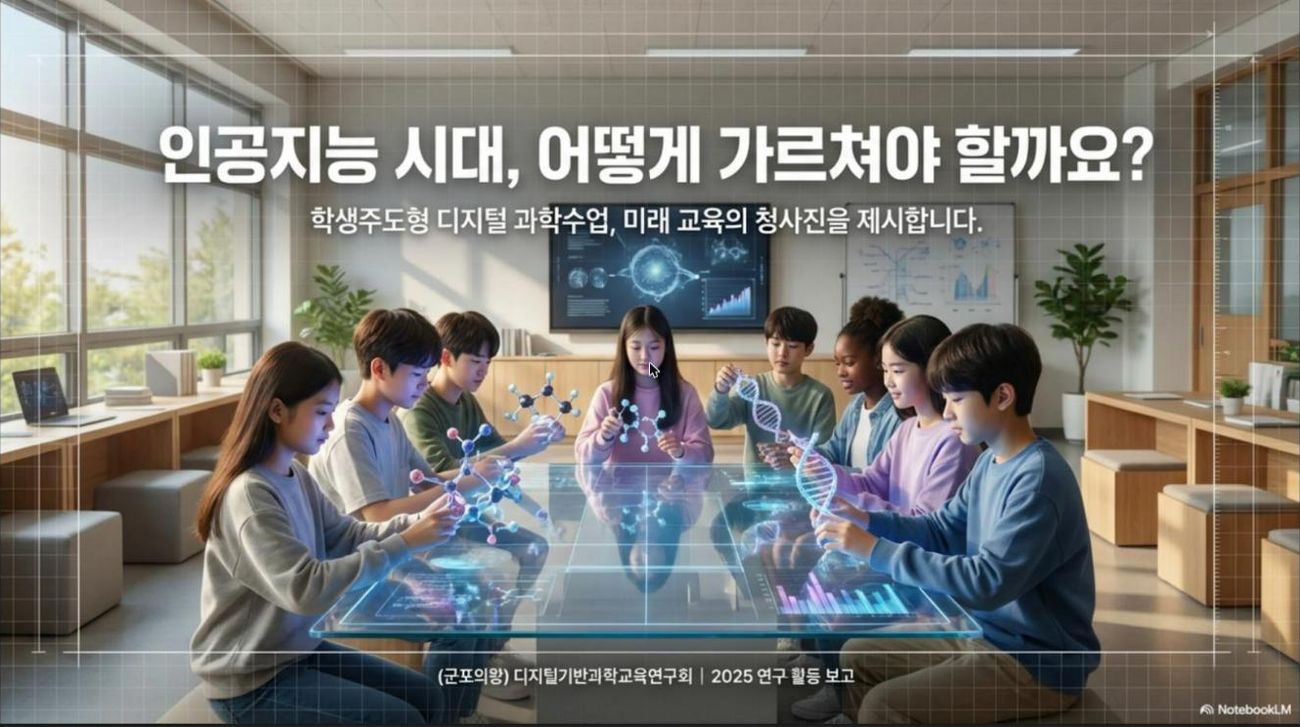 인공지능 시대, 어떻게 가르쳐야 할까요?
학생주도형 디지털 과학수업, 미래 교육의 청사진을 제시합니다.
(군포의왕) 디지털기반과학교육연구회 | 2025 연구 활동 보고
NotebookLM